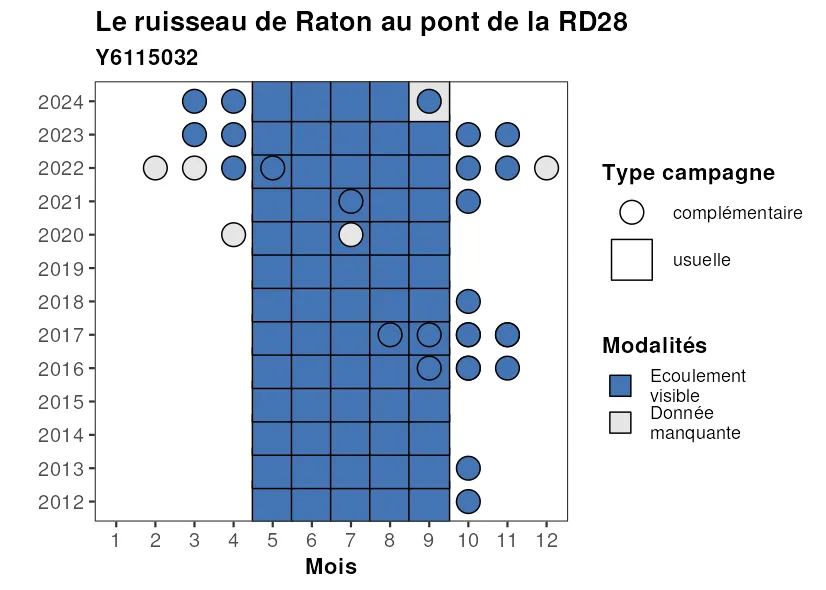 Le ruisseau de Raton au pont de la RD28
Y6115032
2024
2023
2022
2021
2020
2019
2018
2017
2016
2015
2014
2013
2012
1 2 3 4 5 6 7 8 9 10 11 12
Mois
Type campagne
complémentaire
usuelle
Modalités
Ecoulement
visible
Donnée
manquante